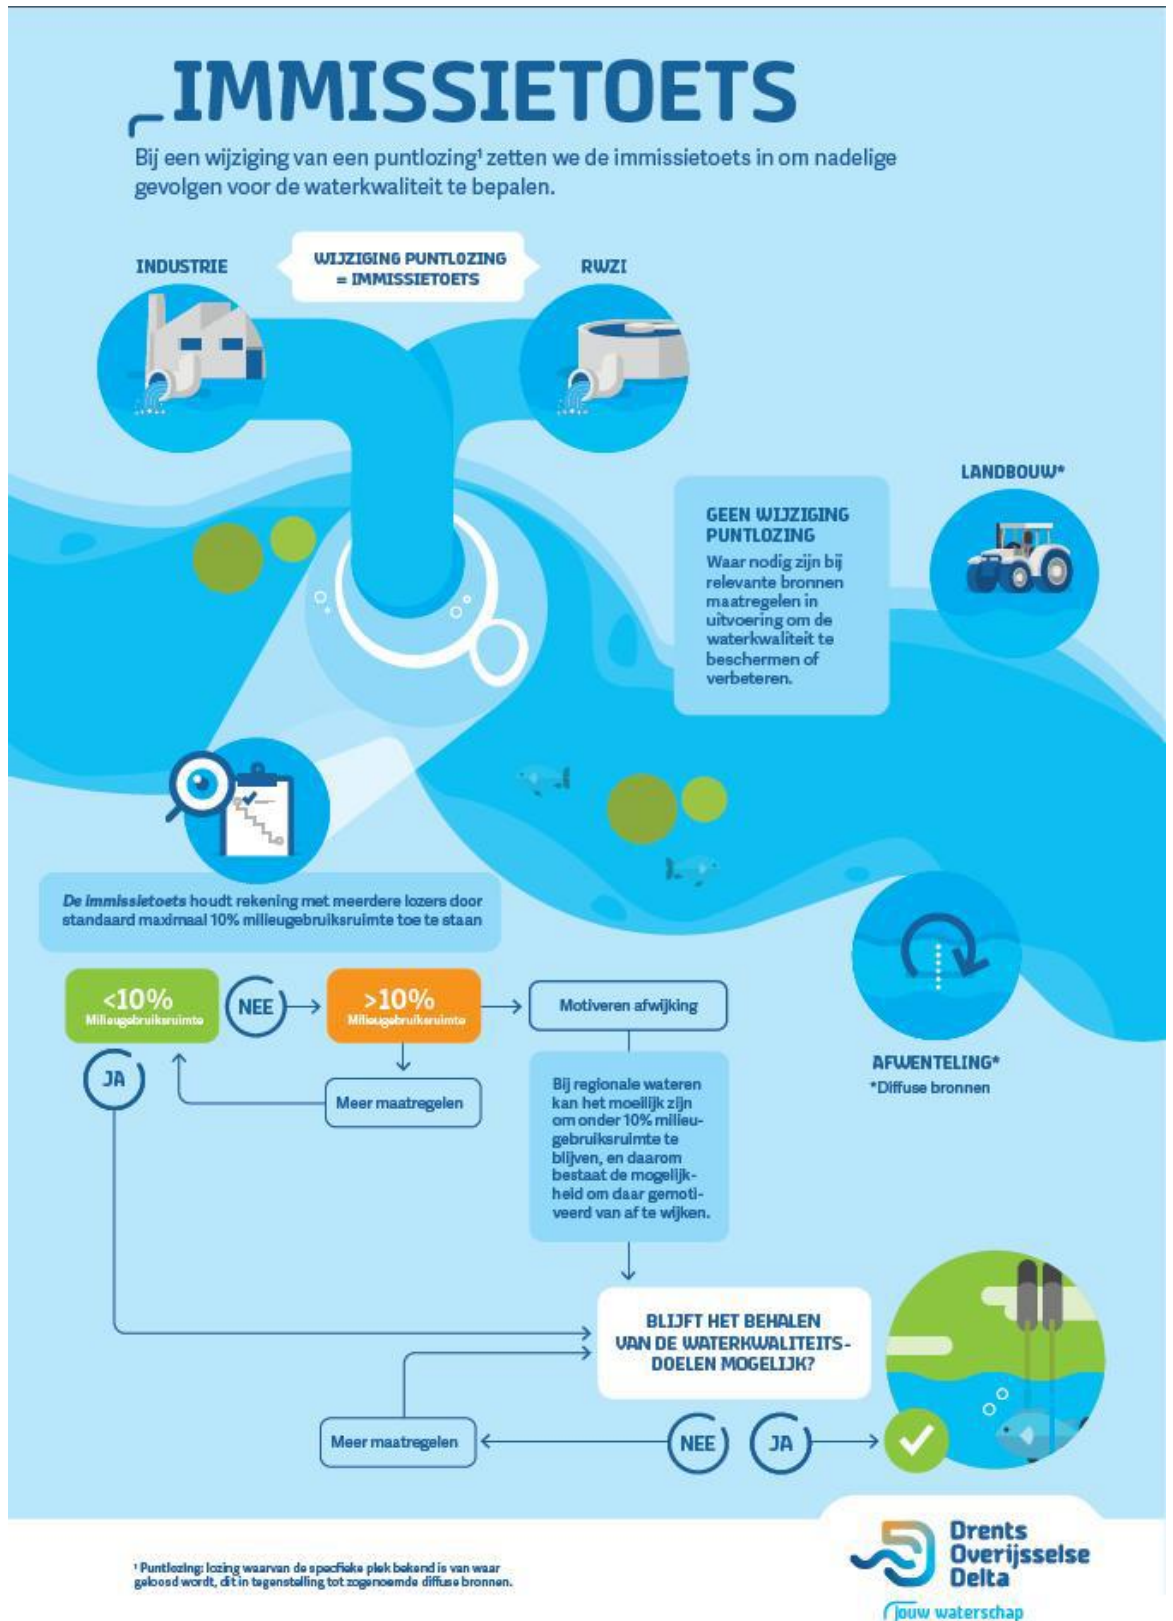 IMMISSIETOETS
Bij een wijziging van een puntlozing¹ zetten we de immissietoets in om nadelige
gevolgen voor de waterkwaliteit te bepalen.
INDUSTRIE
WIJZIGING PUNTLOZING
= IMMISSIETOETS
RWZI
LANDBOUW*
GEEN WIJZIGING
PUNTLOZING
Waar nodig zijn bij
relevante bronnen
maatregelen in
uitvoering om de
waterkwaliteit te
beschermen of
verbeteren.
De immissietoets houdt rekening met meerdere lozers door
standaard maximaal 10% milieugebruiksruimte toe te staan
<10%
Milieugebruiksruimte
NEE
>10%
Milieugebruiksruimte
Motiveren afwijking
JA
Meer maatregelen
Bij regionale wateren
kan het moeilijk zijn
om onder 10% milieu-
gebruiksruimte te
blijven, en daarom
bestaat de mogelijk-
heid om daar gemoti-
veerd van af te wijken.
AFWENTELING*
*Diffuse bronnen
BLIJFT HET BEHALEN
VAN DE WATERKWALITEITS-
DOELEN MOGELIJK?
Meer maatregelen
NEE
JA
¹ Puntlozing: lozing waarvan de specifieke plek bekend is van waar
geloosd wordt, dit in tegenstelling tot zogenoemde diffuse bronnen.
Drents
Overijsselse
Delta
jouw waterschap